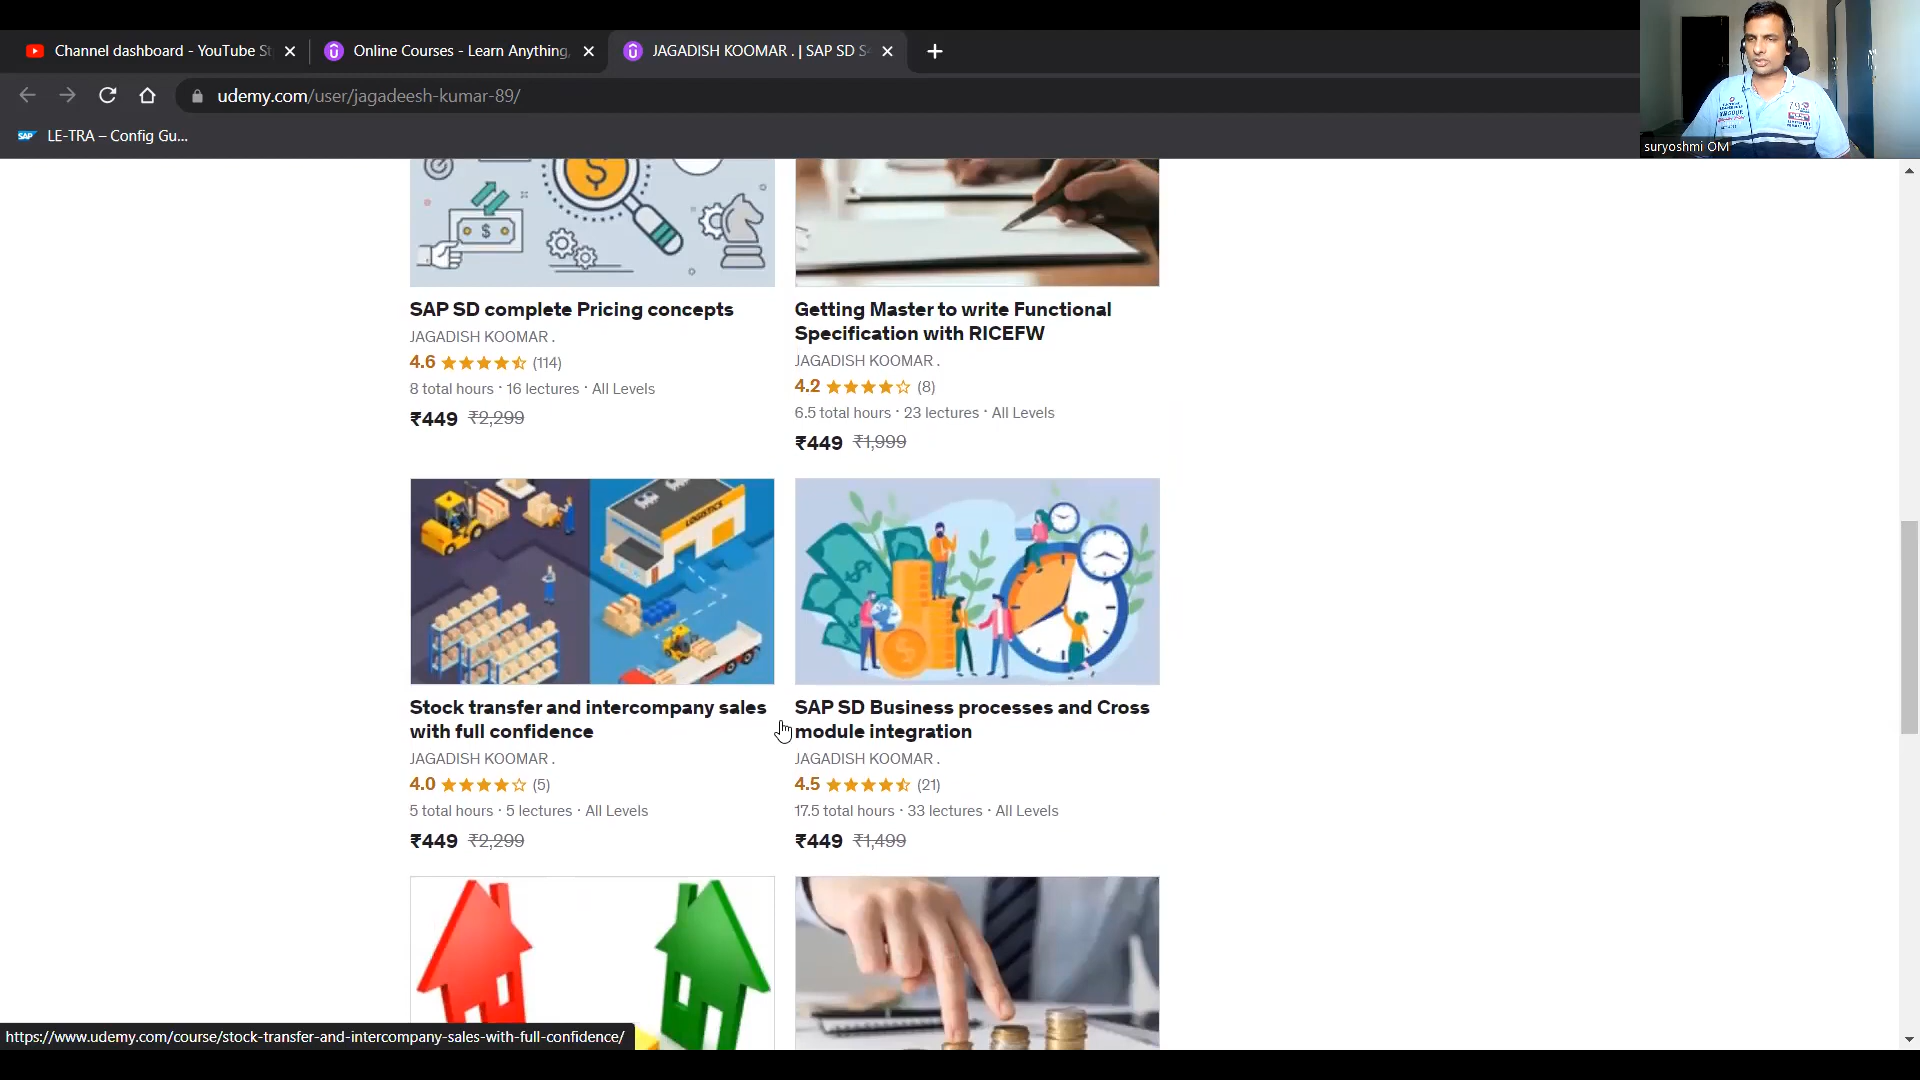 Channel dashboard - YouTube St
Online Courses - Learn Anything,
JAGADISH KOOMAR . | SAP SD S4
udemy.com/user/jagadeesh-kumar-89/
SAP
LE-TRA – Config Gu...
suryoshmi OM
SAP SD complete Pricing concepts
JAGADISH KOOMAR .
4.6 (114)
8 total hours · 16 lectures · All Levels
₹449 ₹2,299
Getting Master to write Functional
Specification with RICEFW
JAGADISH KOOMAR .
4.2 (8)
6.5 total hours · 23 lectures · All Levels
₹449 ₹1,999
LOGISTICS
Stock transfer and intercompany sales
with full confidence
JAGADISH KOOMAR .
4.0 (5)
5 total hours · 5 lectures · All Levels
₹449 ₹2,299
SAP SD Business processes and Cross
module integration
JAGADISH KOOMAR .
4.5 (21)
17.5 total hours · 33 lectures · All Levels
₹449 ₹1,499
https://www.udemy.com/course/stock-transfer-and-intercompany-sales-with-full-confidence/